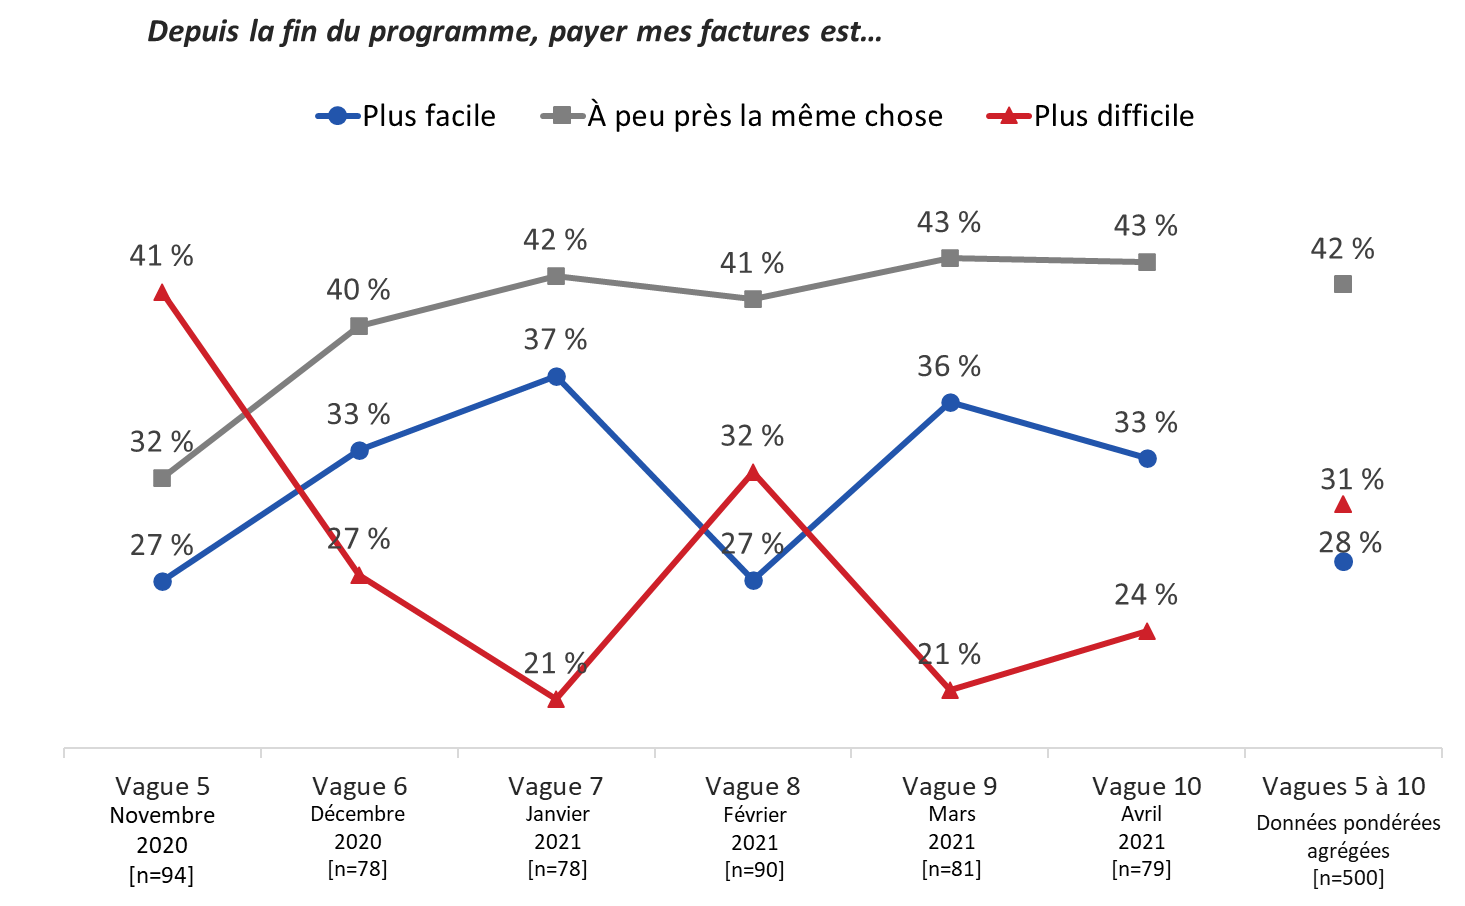 Depuis la fin du programme, payer mes factures est...
Plus facile
À peu près la même chose
Plus difficile
41 %
32 %
27 %
40 %
33 %
27 %
42 %
37 %
21 %
41 %
32 %
27 %
43 %
36 %
21 %
43 %
33 %
24 %
42 %
31 %
28 %
Vague 5
Novembre
2020
[n=94]
Vague 6
Décembre
2020
[n=78]
Vague 7
Janvier
2021
[n=78]
Vague 8
Février
2021
[n=90]
Vague 9
Mars
2021
[n=81]
Vague 10
Avril
2021
[n=79]
Vagues 5 à 10
Données pondérées
agrégées
[n=500]